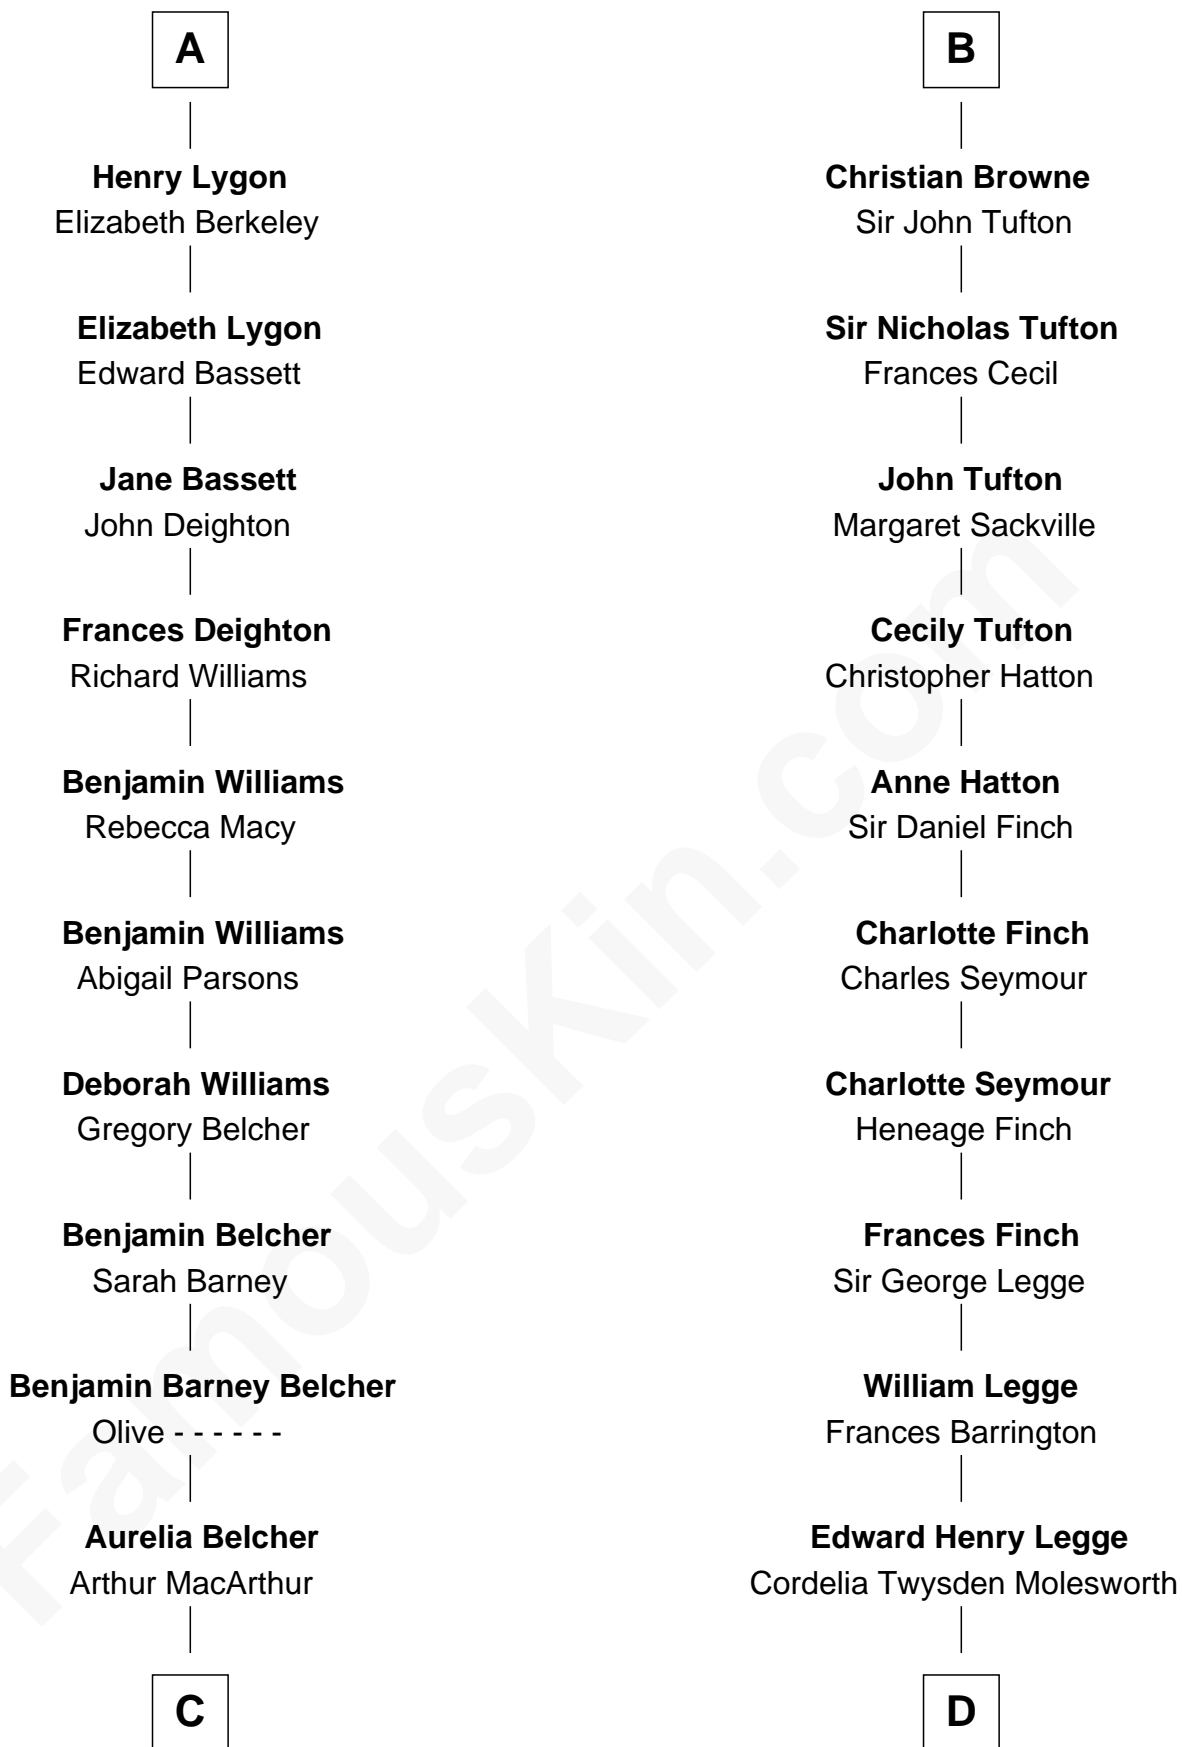 A
Henry Lygon
Elizabeth Berkeley
Elizabeth Lygon
Edward Bassett
Jane Bassett
John Deighton
Frances Deighton
Richard Williams
Benjamin Williams
Rebecca Macy
Benjamin Williams
Abigail Parsons
Deborah Williams
Gregory Belcher
Benjamin Belcher
Sarah Barney
Benjamin Barney Belcher
Olive - - - - - -
Aurelia Belcher
Arthur MacArthur
C
B
Christian Browne
Sir John Tufton
Sir Nicholas Tufton
Frances Cecil
John Tufton
Margaret Sackville
Cecily Tufton
Christopher Hatton
Anne Hatton
Sir Daniel Finch
Charlotte Finch
Charles Seymour
Charlotte Seymour
Heneage Finch
Frances Finch
Sir George Legge
William Legge
Frances Barrington
Edward Henry Legge
Cordelia Twysden Molesworth
D
FamousKin.com